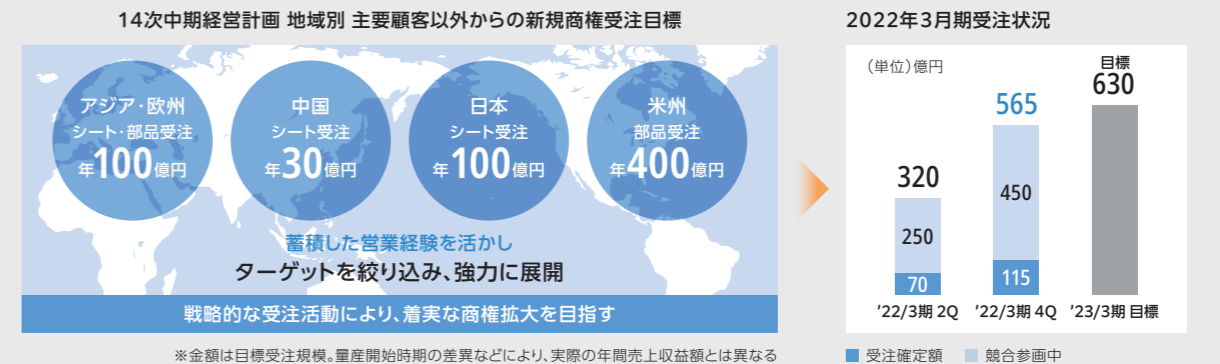 14次中期経営計画 地域別 主要顧客以外からの新規商権受注目標
アジア・欧州
シート・部品受注
年100億円
中国
シート受注
年30億円
日本
シート受注
年100億円
米州
部品受注
年400億円
蓄積した営業経験を活かし
ターゲットを絞り込み、強力に展開
戦略的な受注活動により、着実な商権拡大を目指す
※金額は目標受注規模。量産開始時期の差異などにより、実際の年間売上収益額とは異なる
2022年3月期受注状況
（単位）億円
320
250
70
565
450
115
目標
630
’22/3期 2Q
’22/3期 4Q
’23/3期 目標
受注確定額
競合参画中